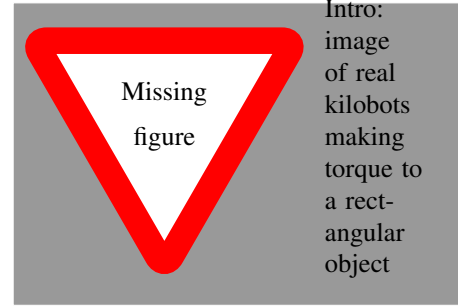 Missing
figure
Intro:
image
of real
kilobots
making
torque to
a rect-
angular
object